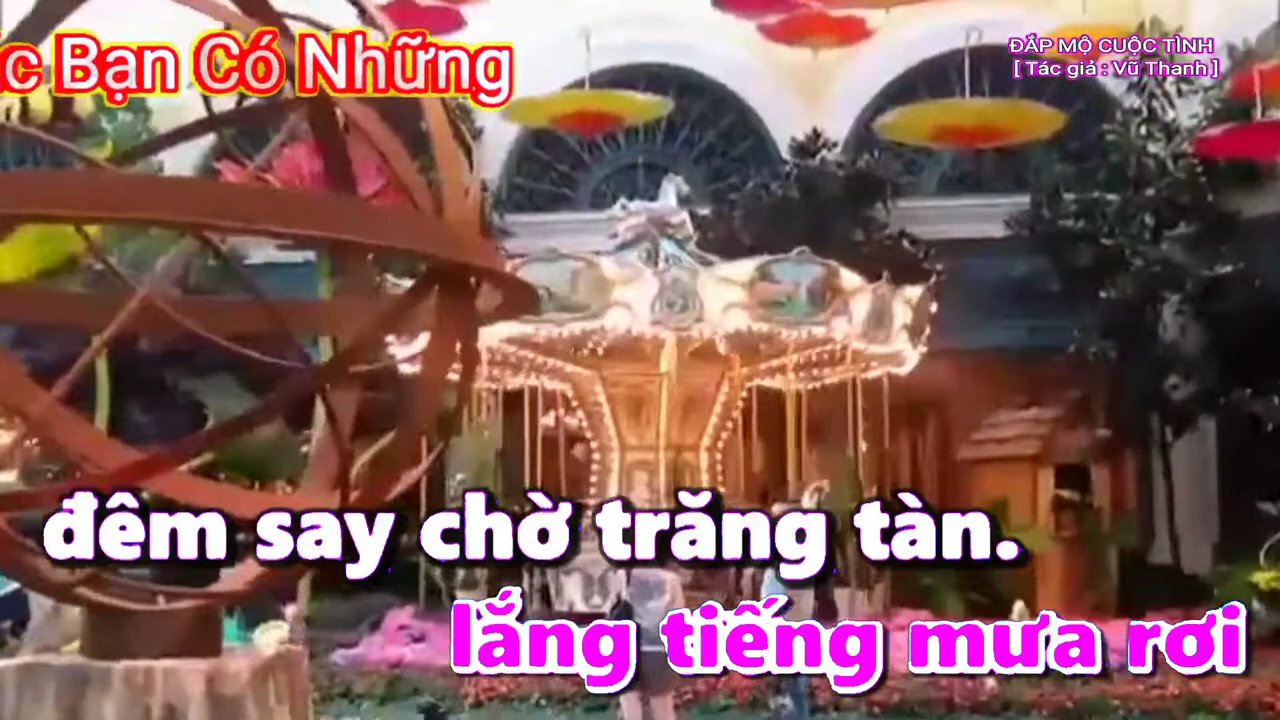 Bạn Có Những
ĐẮP MỘ CUỘC TÌNH
[ Tác giả : Vũ Thanh ]
đêm say chờ trăng tàn.
lắng tiếng mưa rơi